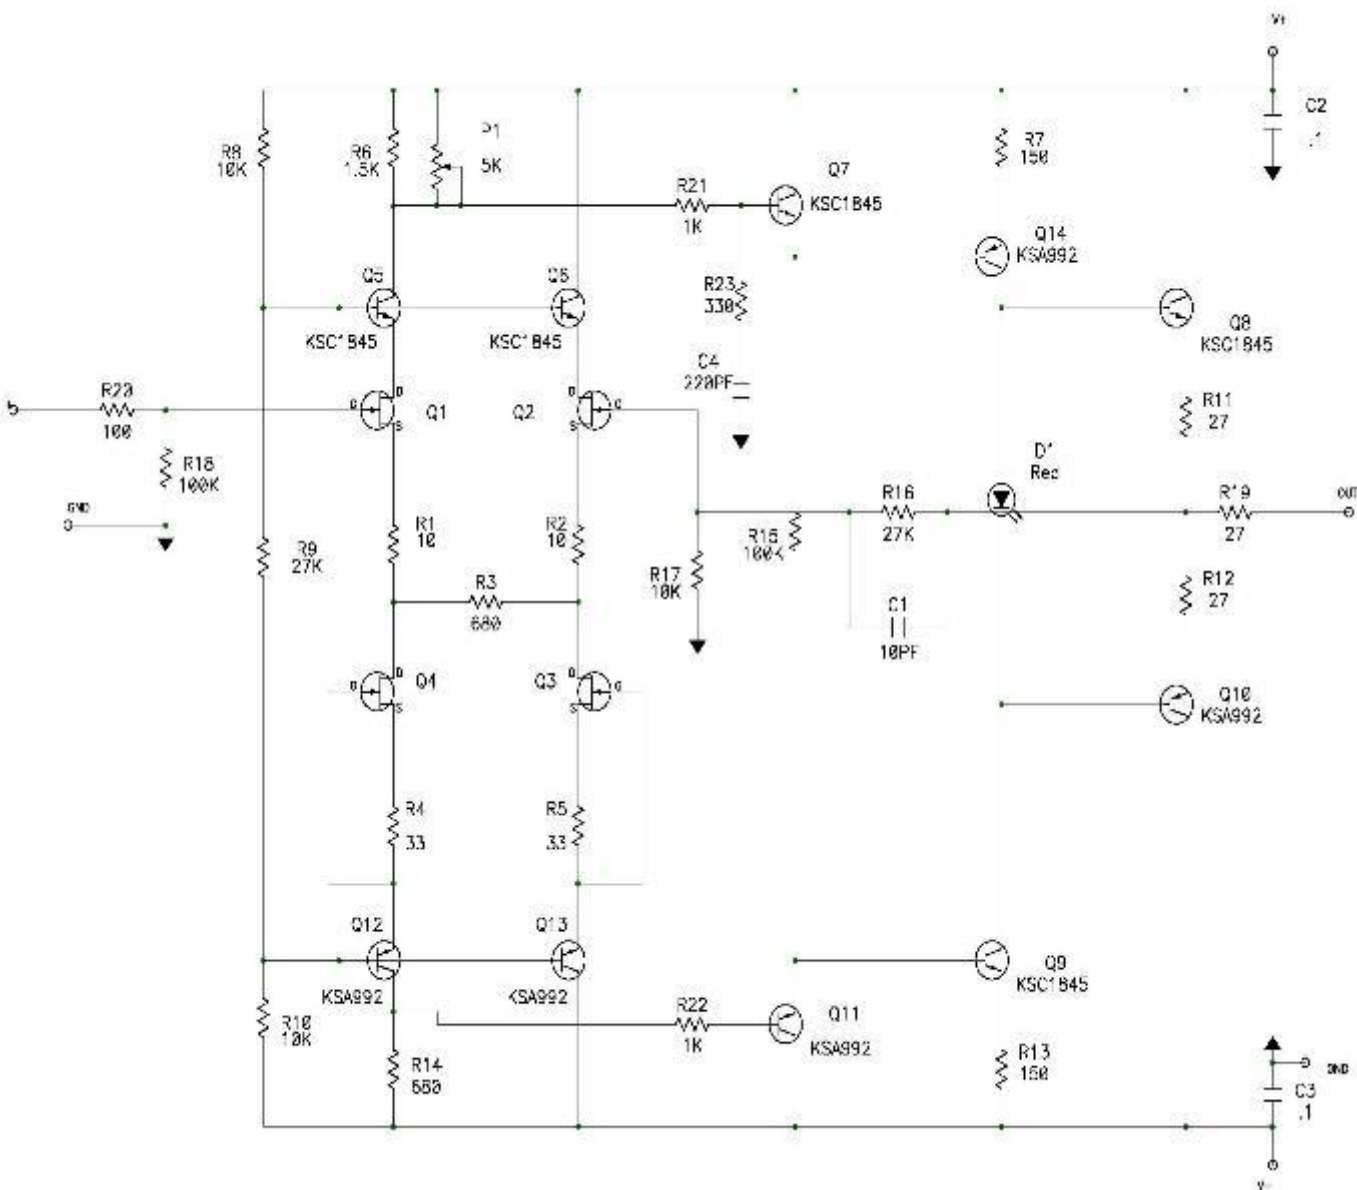 V+
C2
.1
P1
5K
R8
10K
R6
1.5K
R7
150
R21
1K
Q7
KSC1845
Q14
KSA992
Q5
KSC1845
Q6
KSC1845
R23
330
Q8
KSC1845
C4
220PF
R20
100
G
D
S
Q1
Q2
D
S
G
R11
27
R18
100K
GND
D1
Red
R16
27K
R19
27
OUT
R1
10
R2
10
R15
100K
R9
27K
R17
10K
R3
680
R12
27
C1
10PF
G
D
S
Q4
Q3
D
S
G
Q10
KSA992
R4
33
R5
33
Q12
KSA992
Q13
KSA992
Q9
KSC1845
R10
10K
R22
1K
Q11
KSA992
R14
680
R13
150
GND
C3
.1
V-